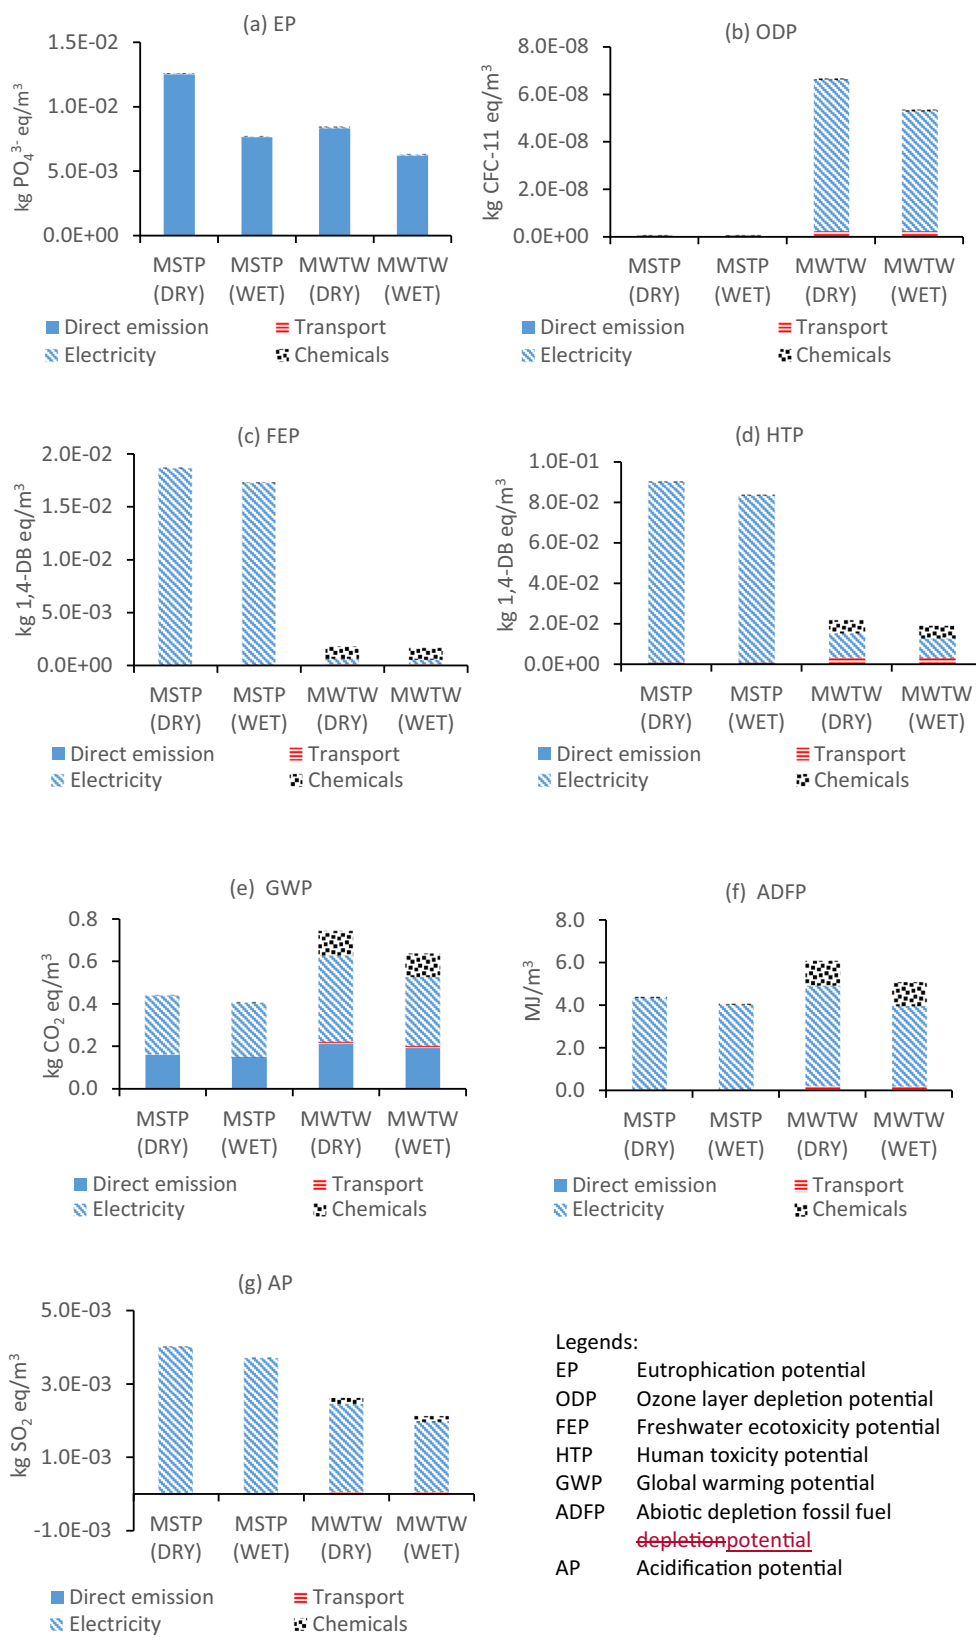 (a) EP
1.5E-02
1.0E-02
5.0E-03
0.0E+00
kg PO₄³⁻ eq/m³
MSTP (DRY)
MSTP (WET)
MWTW (DRY)
MWTW (WET)
Direct emission
Transport
Electricity
Chemicals
(b) ODP
8.0E-08
6.0E-08
4.0E-08
2.0E-08
0.0E+00
kg CFC-11 eq/m³
MSTP (DRY)
MSTP (WET)
MWTW (DRY)
MWTW (WET)
Direct emission
Transport
Electricity
Chemicals
(c) FEP
2.0E-02
1.5E-02
1.0E-02
5.0E-03
0.0E+00
kg 1,4-DB eq/m³
MSTP (DRY)
MSTP (WET)
MWTW (DRY)
MWTW (WET)
Direct emission
Transport
Electricity
Chemicals
(d) HTP
1.0E-01
8.0E-02
6.0E-02
4.0E-02
2.0E-02
0.0E+00
kg 1,4-DB eq/m³
MSTP (DRY)
MSTP (WET)
MWTW (DRY)
MWTW (WET)
Direct emission
Transport
Electricity
Chemicals
(e) GWP
0.8
0.6
0.4
0.2
0.0
kg CO₂ eq/m³
MSTP (DRY)
MSTP (WET)
MWTW (DRY)
MWTW (WET)
Direct emission
Transport
Electricity
Chemicals
(f) ADFP
8.0
6.0
4.0
2.0
0.0
MJ/m³
MSTP (DRY)
MSTP (WET)
MWTW (DRY)
MWTW (WET)
Direct emission
Transport
Electricity
Chemicals
(g) AP
5.0E-03
3.0E-03
1.0E-03
-1.0E-03
kg SO₂ eq/m³
MSTP (DRY)
MSTP (WET)
MWTW (DRY)
MWTW (WET)
Direct emission
Transport
Electricity
Chemicals
Legends:
EP Eutrophication potential
ODP Ozone layer depletion potential
FEP Freshwater ecotoxicity potential
HTP Human toxicity potential
GWP Global warming potential
ADFP Abiotic depletion fossil fuel
depletionpotential
AP Acidification potential